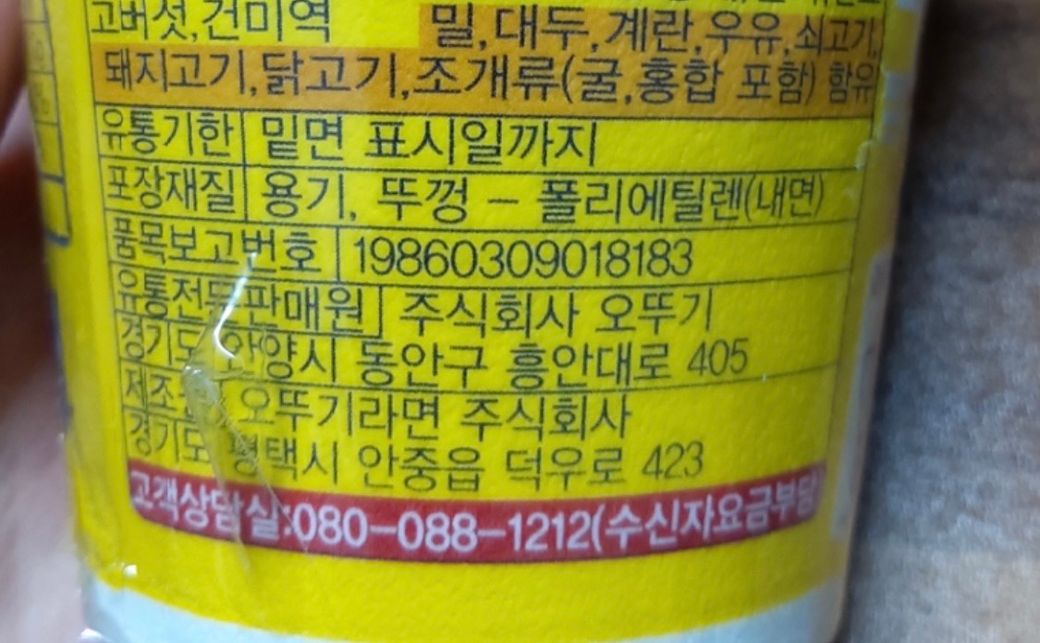 고버섯,건미역
밀,대두,계란,우유,쇠고기,
돼지고기,닭고기,조개류(굴,홍합 포함) 함유
유통기한 밑면 표시일까지
포장재질 용기, 뚜껑 – 폴리에틸렌(내면)
품목보고번호 19860309018183
유통전문판매원 주식회사 오뚜기
경기도 안양시 동안구 흥안대로 405
오뚜기라면 주식회사
경기도 평택시 안중읍 덕우로 423
고객상담실:080–088–1212(수신자요금부담